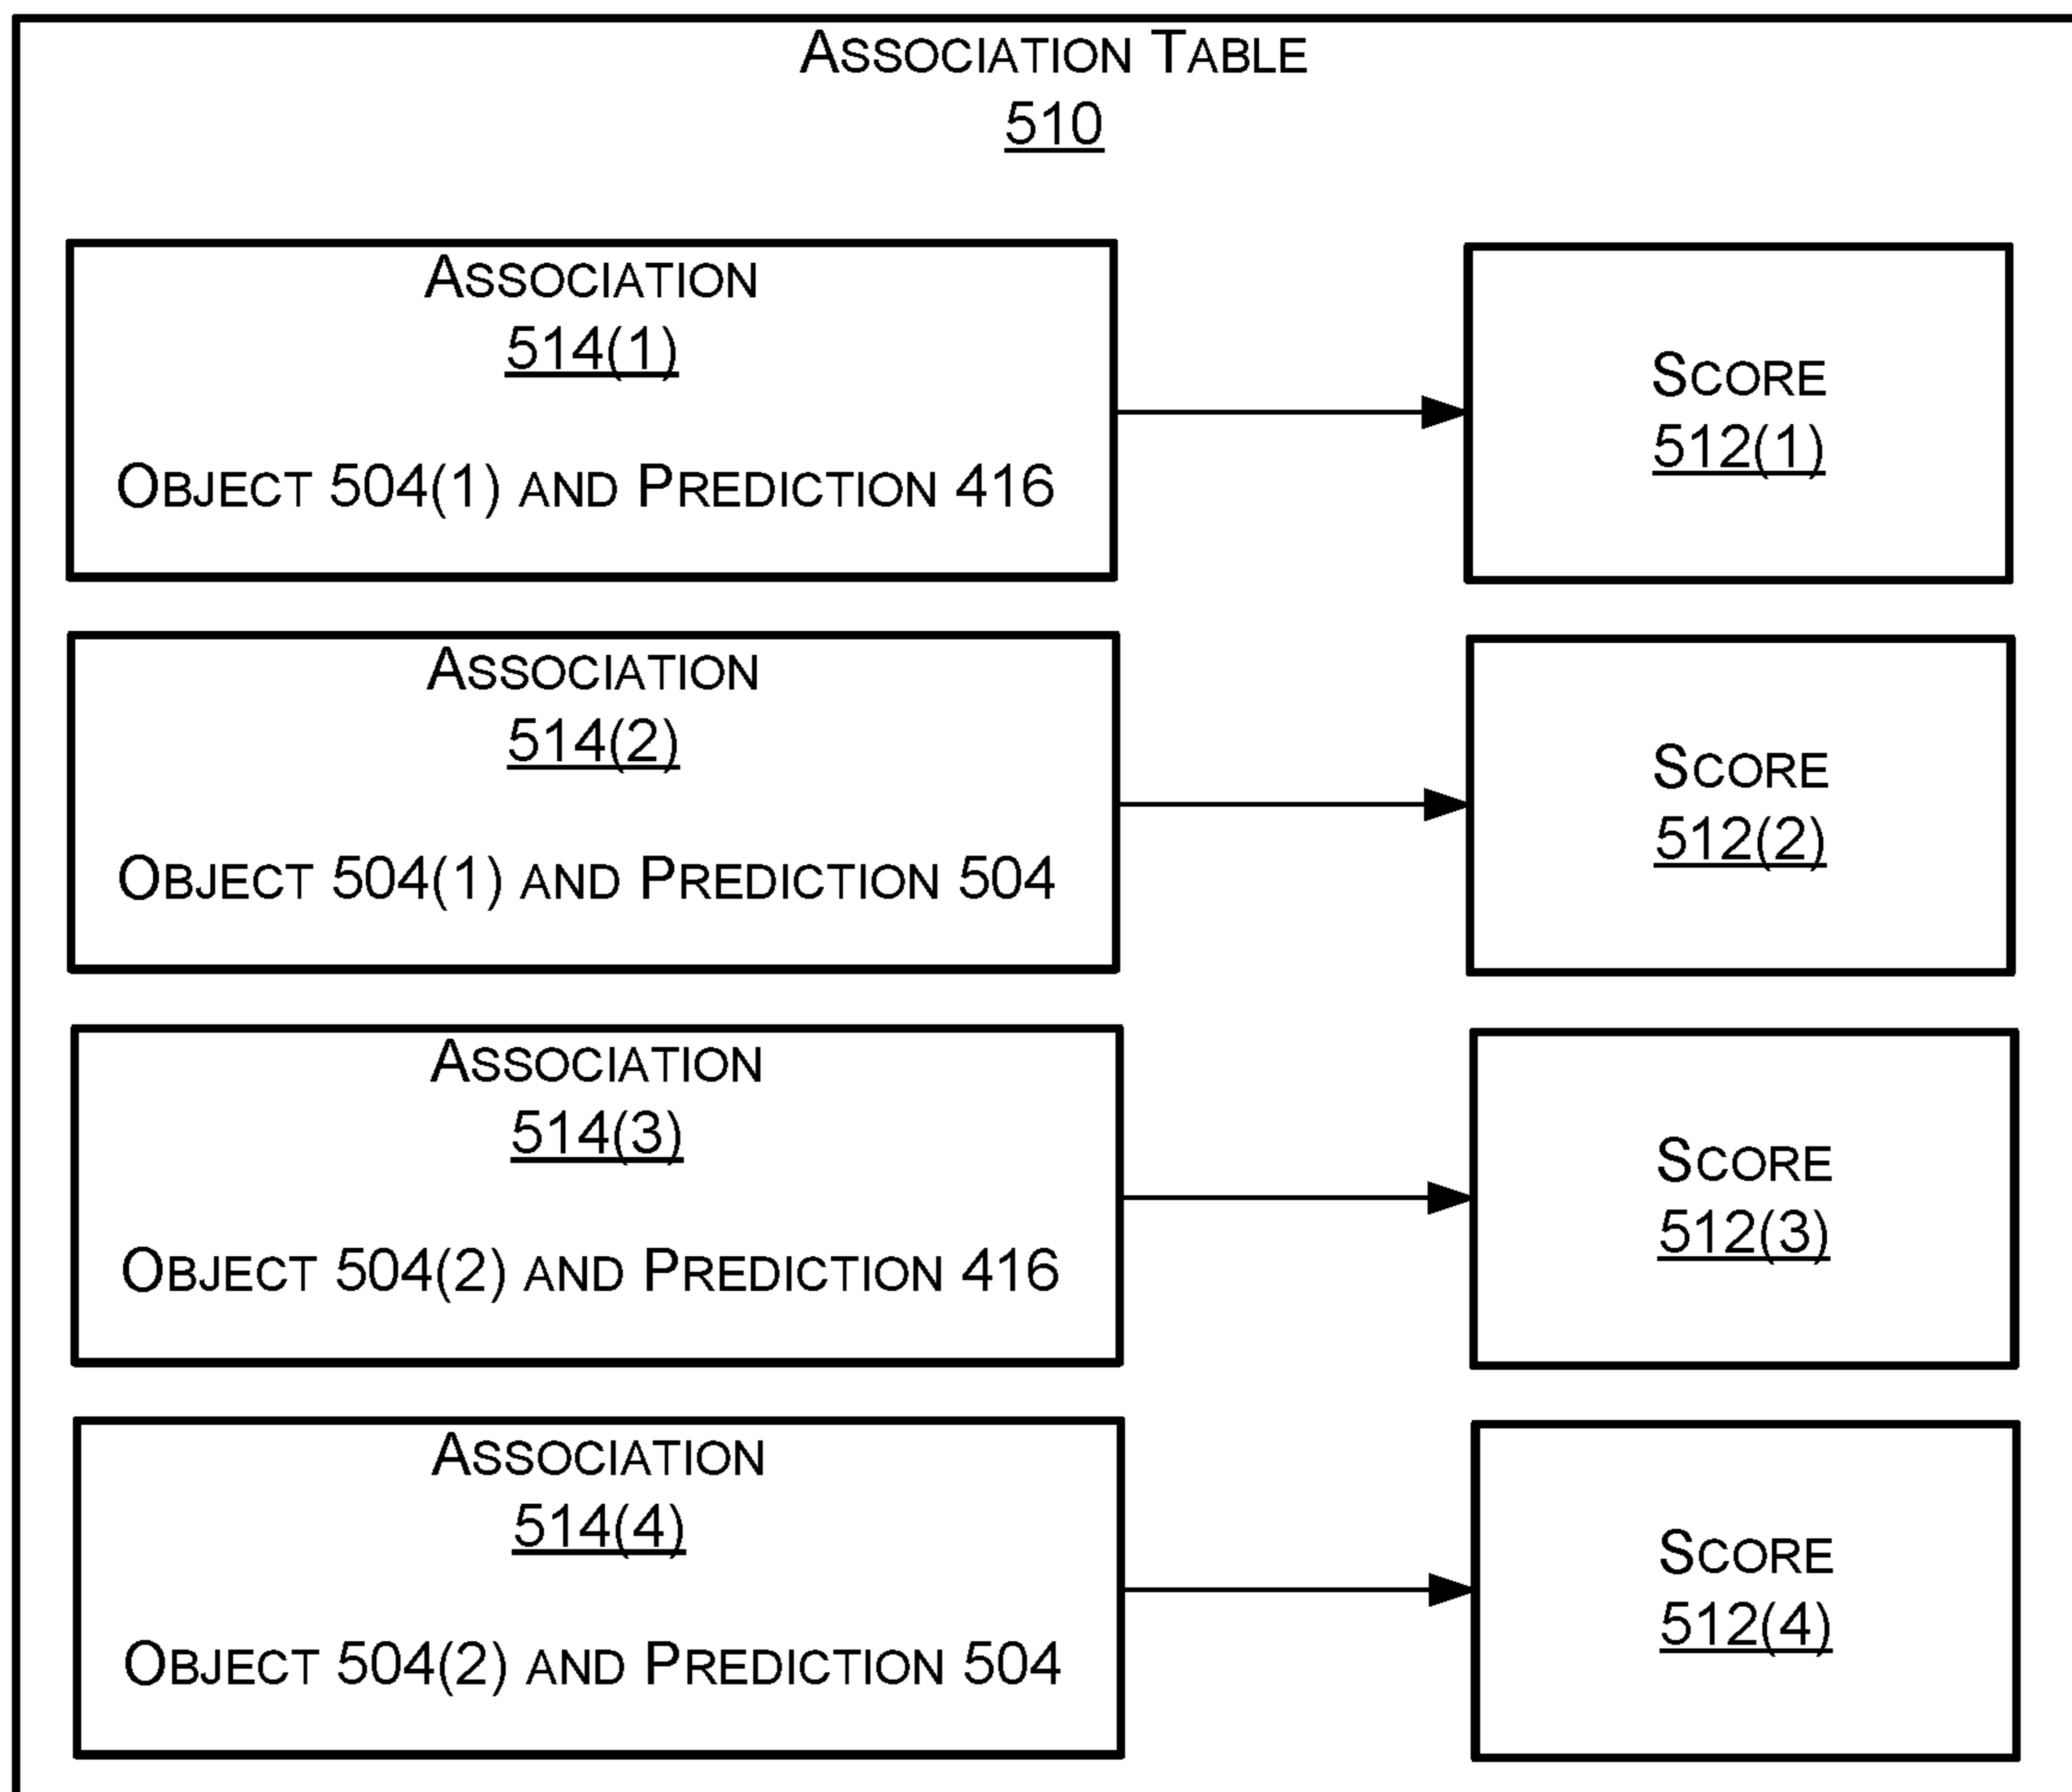 ASSOCIATION TABLE
510
ASSOCIATION
514(1)
OBJECT 504(1) AND PREDICTION 416
SCORE
512(1)
ASSOCIATION
514(2)
OBJECT 504(1) AND PREDICTION 504
SCORE
512(2)
ASSOCIATION
514(3)
OBJECT 504(2) AND PREDICTION 416
SCORE
512(3)
ASSOCIATION
514(4)
OBJECT 504(2) AND PREDICTION 504
SCORE
512(4)